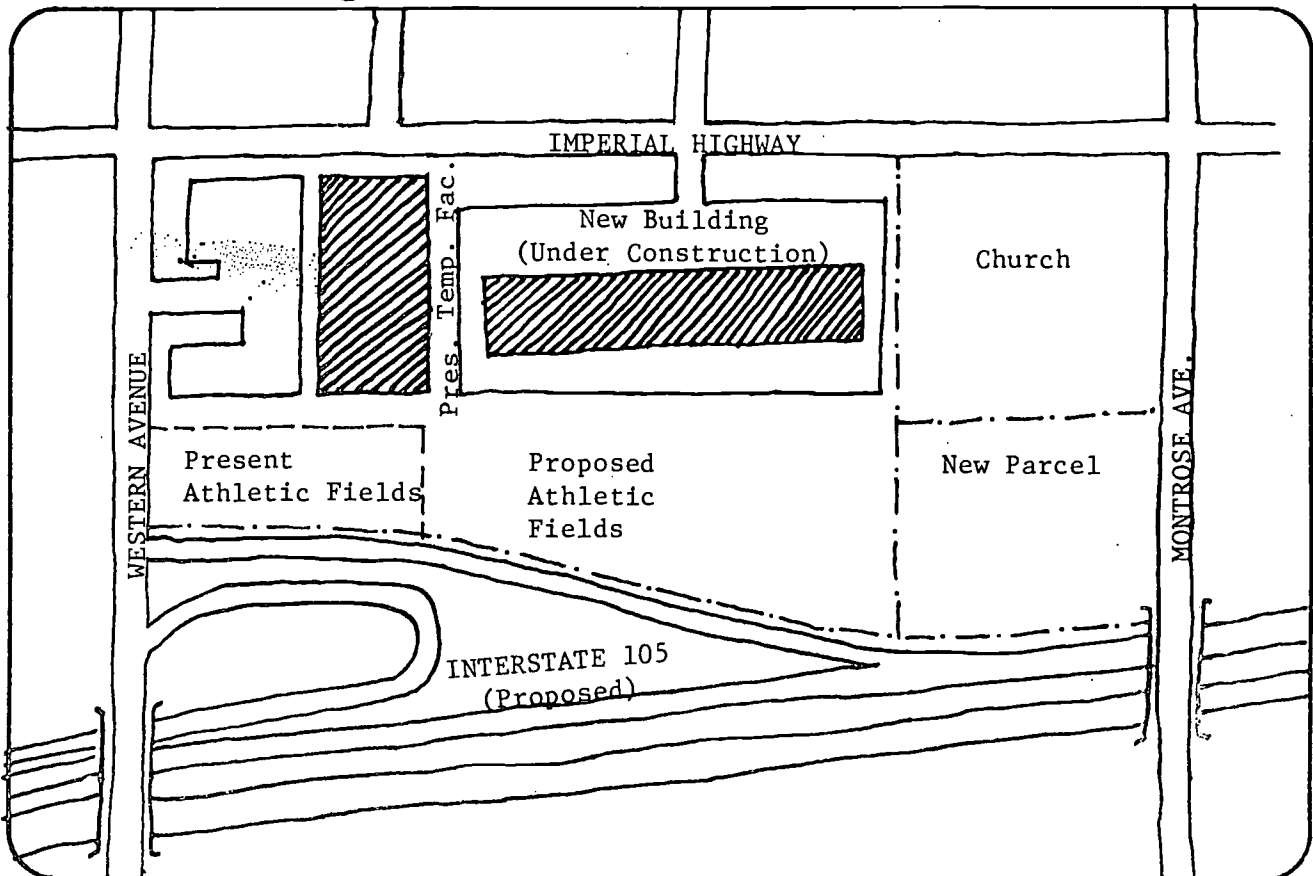 IMPERIAL HIGHWAY
Pres. Temp. Fac.
New Building
(Under Construction)
Church
WESTERN AVENUE
MONTROSE AVE.
Present
Athletic Fields
Proposed
Athletic
Fields
New Parcel
INTERSTATE 105
(Proposed)